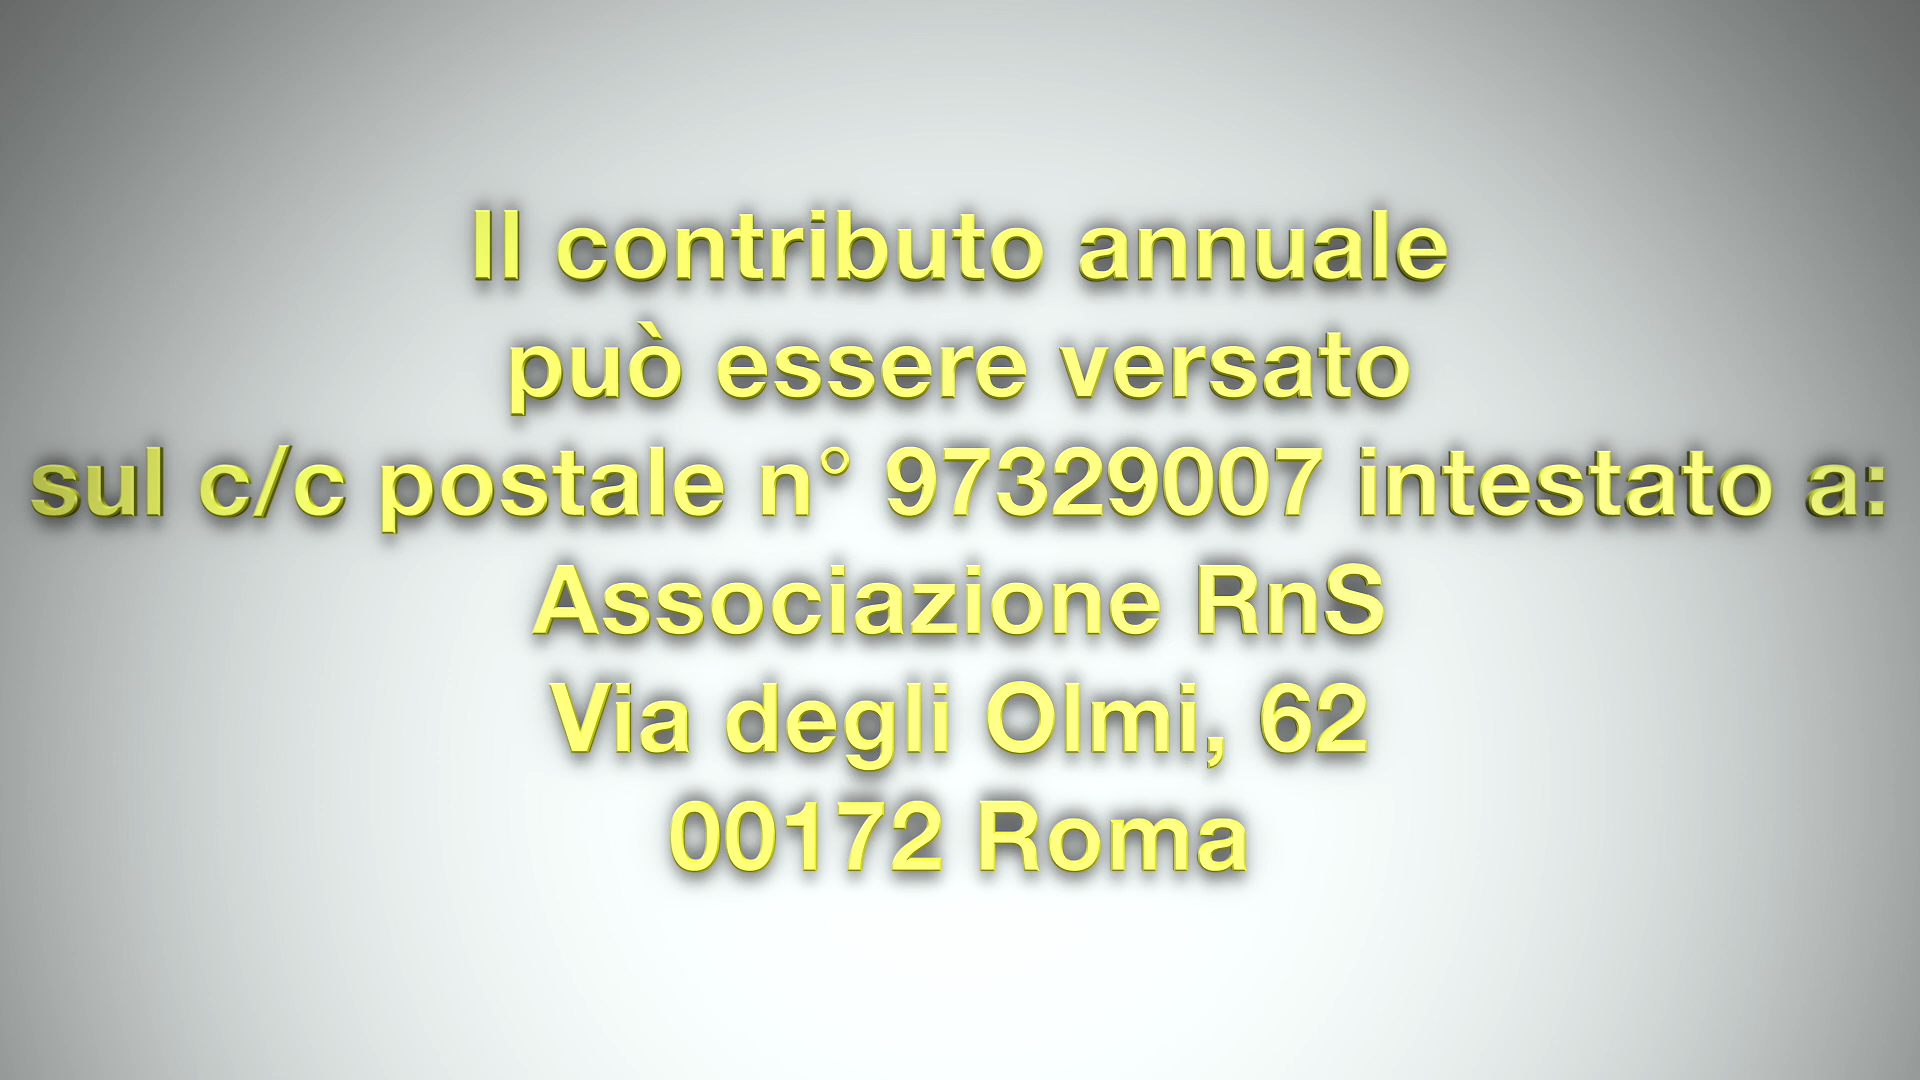 Il contributo annuale
può essere versato
sul c/c postale n° 97329007 intestato a:
Associazione RnS
Via degli Olmi, 62
00172 Roma